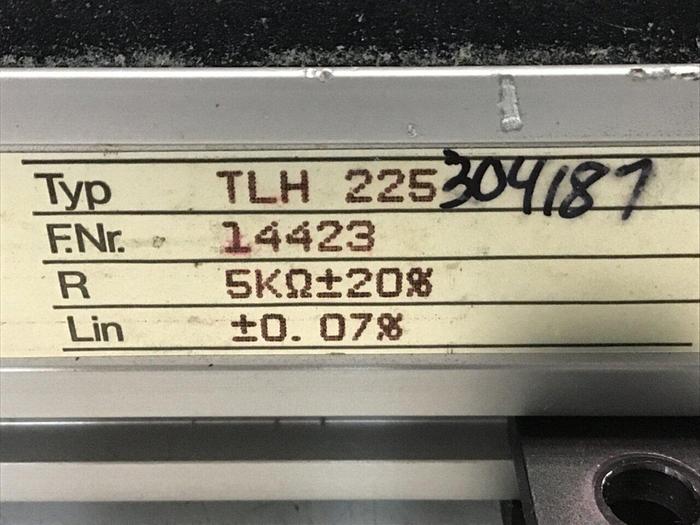 Typ TLH 225 304187
F.Nr. 14423
R 5KΩ±20%
Lin ±0.07%